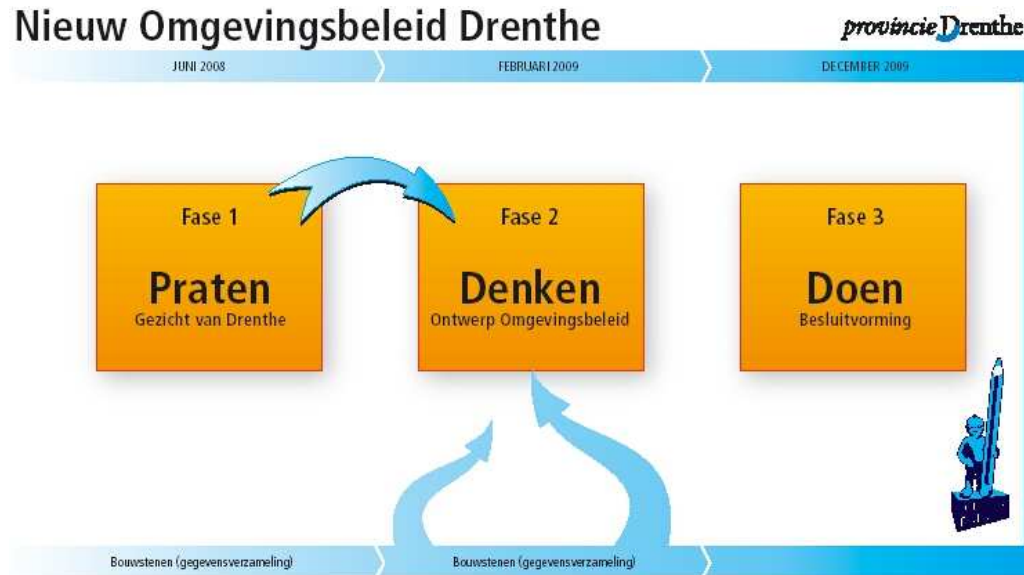 Nieuw Omgevingsbeleid Drenthe
provincie Drenthe
JUNI 2008
FEBRUARI 2009
DECEMBER 2009
Fase 1
Praten
Gezicht van Drenthe
Fase 2
Denken
Ontwerp Omgevingsbeleid
Fase 3
Doen
Besluitvorming
Bouwstenen (gegevensverzameling)
Bouwstenen (gegevensverzameling)